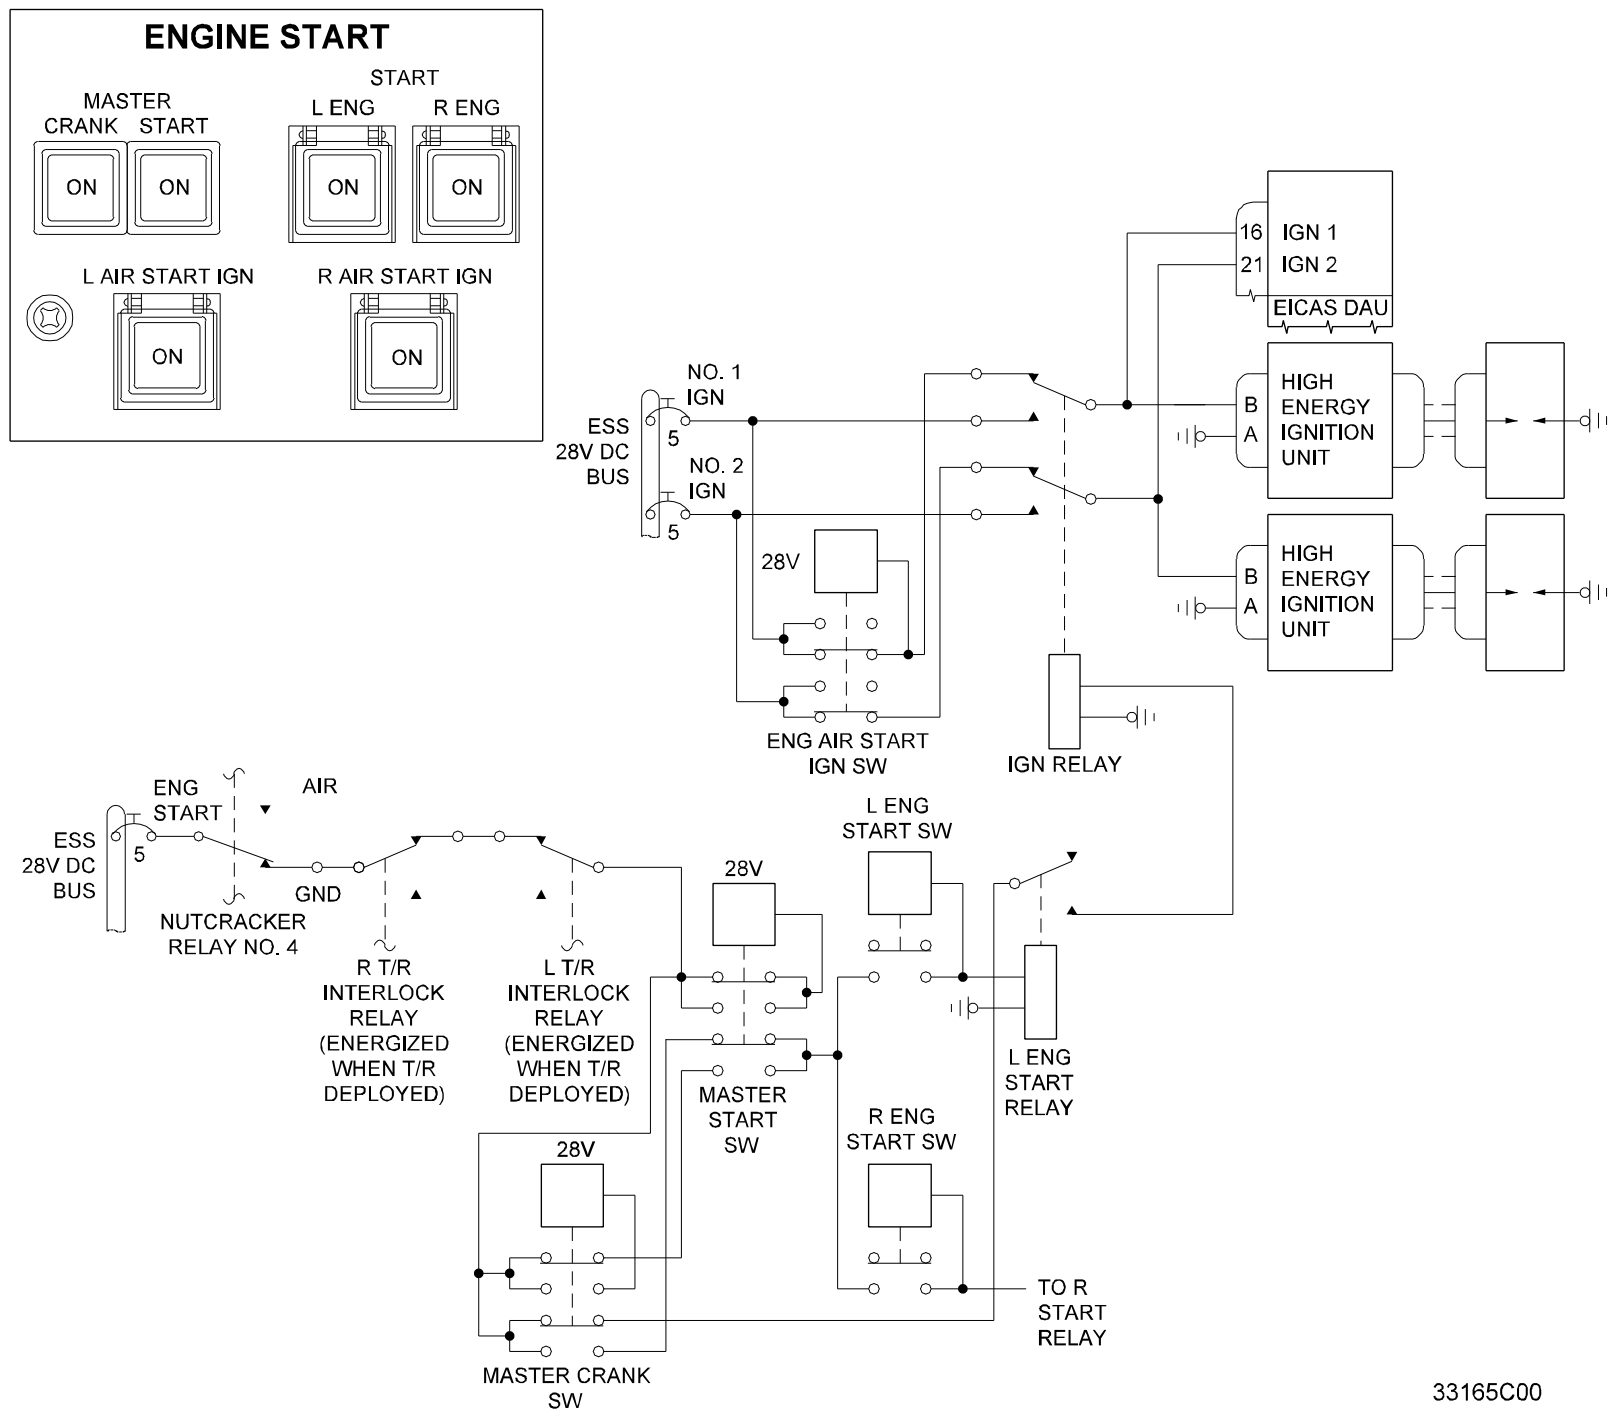 ENGINE START
MASTER
CRANK START
START
L ENG R ENG
ON ON ON ON
L AIR START IGN R AIR START IGN
ON ON
16 IGN 1
21 IGN 2
EICAS DAU
NO. 1
IGN
5
ESS
28V DC
BUS
NO. 2
IGN
5
B
A
HIGH
ENERGY
IGNITION
UNIT
B
A
HIGH
ENERGY
IGNITION
UNIT
28V
ENG AIR START
IGN SW
IGN RELAY
ENG
START
AIR
ESS
28V DC
BUS
5
GND
NUTCRACKER
RELAY NO. 4
R T/R
INTERLOCK
RELAY
(ENERGIZED
WHEN T/R
DEPLOYED)
L T/R
INTERLOCK
RELAY
(ENERGIZED
WHEN T/R
DEPLOYED)
28V
MASTER
START
SW
L ENG
START SW
L ENG
START
RELAY
R ENG
START SW
28V
MASTER CRANK
SW
TO R
START
RELAY
33165C00